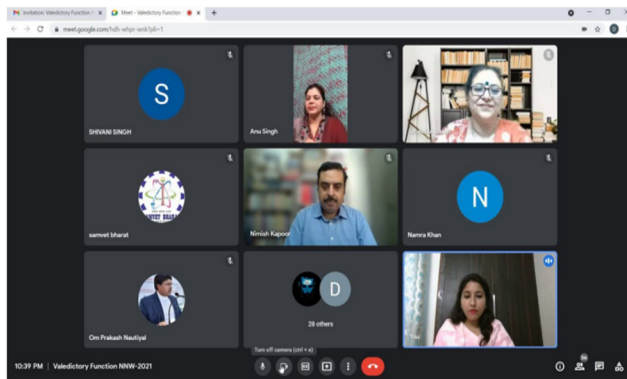 Invitation: Valedictory Function N
Meet - Valedictory Function
meet.google.com/hdh-whpr-wnk?pli=1
S
SHIVANI SINGH
Anu Singh
samvet bharat
Nimish Kapoor
N
Namra Khan
Om Prakash Nautiyal
D
28 others
Turn off camera (ctrl + e)
10:39 PM | Valedictory Function NNW-2021